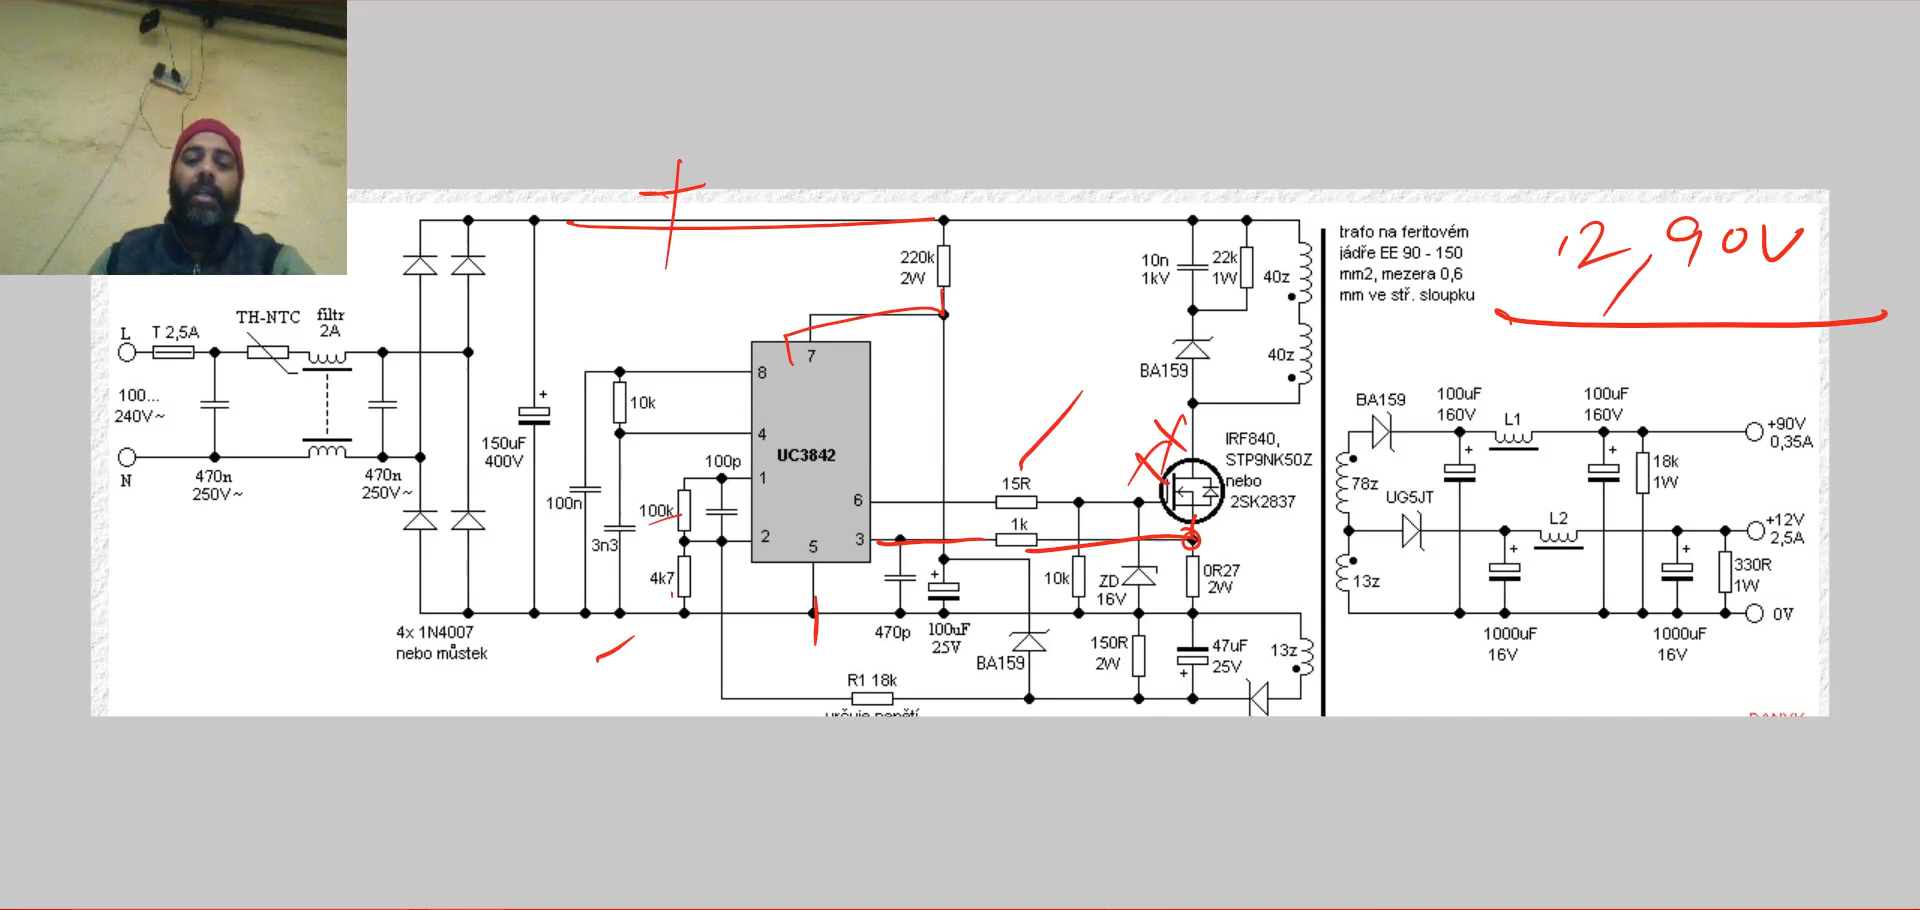 +
12,90V
trafo na feritovém
jádře EE 90 - 150
mm2, mezera 0,6
mm ve stř. sloupku
L
T 2,5A
TH-NTC
filtr
2A
100...
240V~
N
470n
250V~
470n
250V~
150uF
400V
+
4x 1N4007
nebo můstek
220k
2W
10n
1kV
22k
1W
40z
40z
BA159
7
8
10k
4
UC3842
100p
1
100n
100k
3n3
2
4k7
5
6
3
15R
1k
IRF840,
STP9NK50Z
nebo
2SK2837
470p
+
100uF
25V
10k
ZD
16V
0R27
2W
BA159
150R
2W
47uF
25V
+
13z
R1 18k
určuje napětí
BA159
100uF
160V
+
L1
100uF
160V
+
+90V
0,35A
78z
18k
1W
UG5JT
L2
+12V
2,5A
13z
+
+
330R
1W
0V
1000uF
16V
1000uF
16V